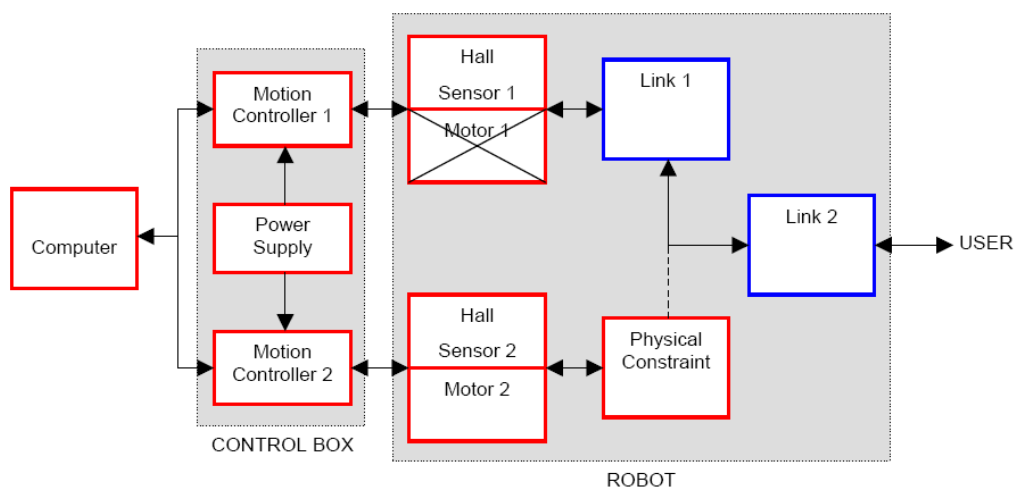 Computer
Motion
Controller 1
Power
Supply
Motion
Controller 2
CONTROL BOX
Hall
Sensor 1
Motor 1
Hall
Sensor 2
Motor 2
Link 1
Physical
Constraint
Link 2
ROBOT
USER